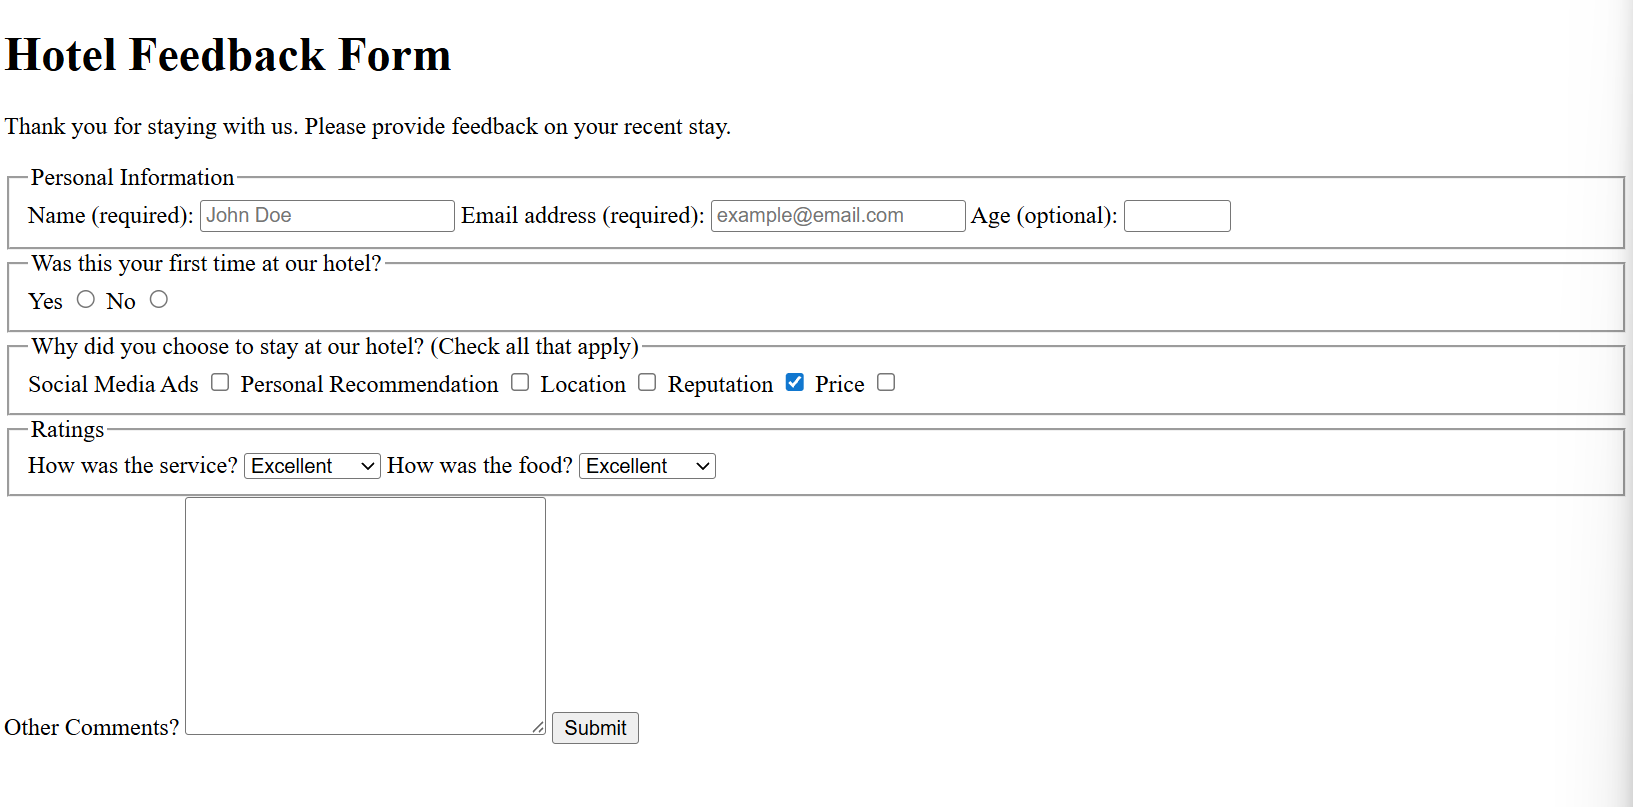 Hotel Feedback Form
Thank you for staying with us. Please provide feedback on your recent stay.
Personal Information
Name (required): John Doe Email address (required): example@email.com Age (optional):
Was this your first time at our hotel?
Yes No
Why did you choose to stay at our hotel? (Check all that apply)
Social Media Ads Personal Recommendation Location Reputation Price
Ratings
How was the service? Excellent How was the food? Excellent
Other Comments? Submit